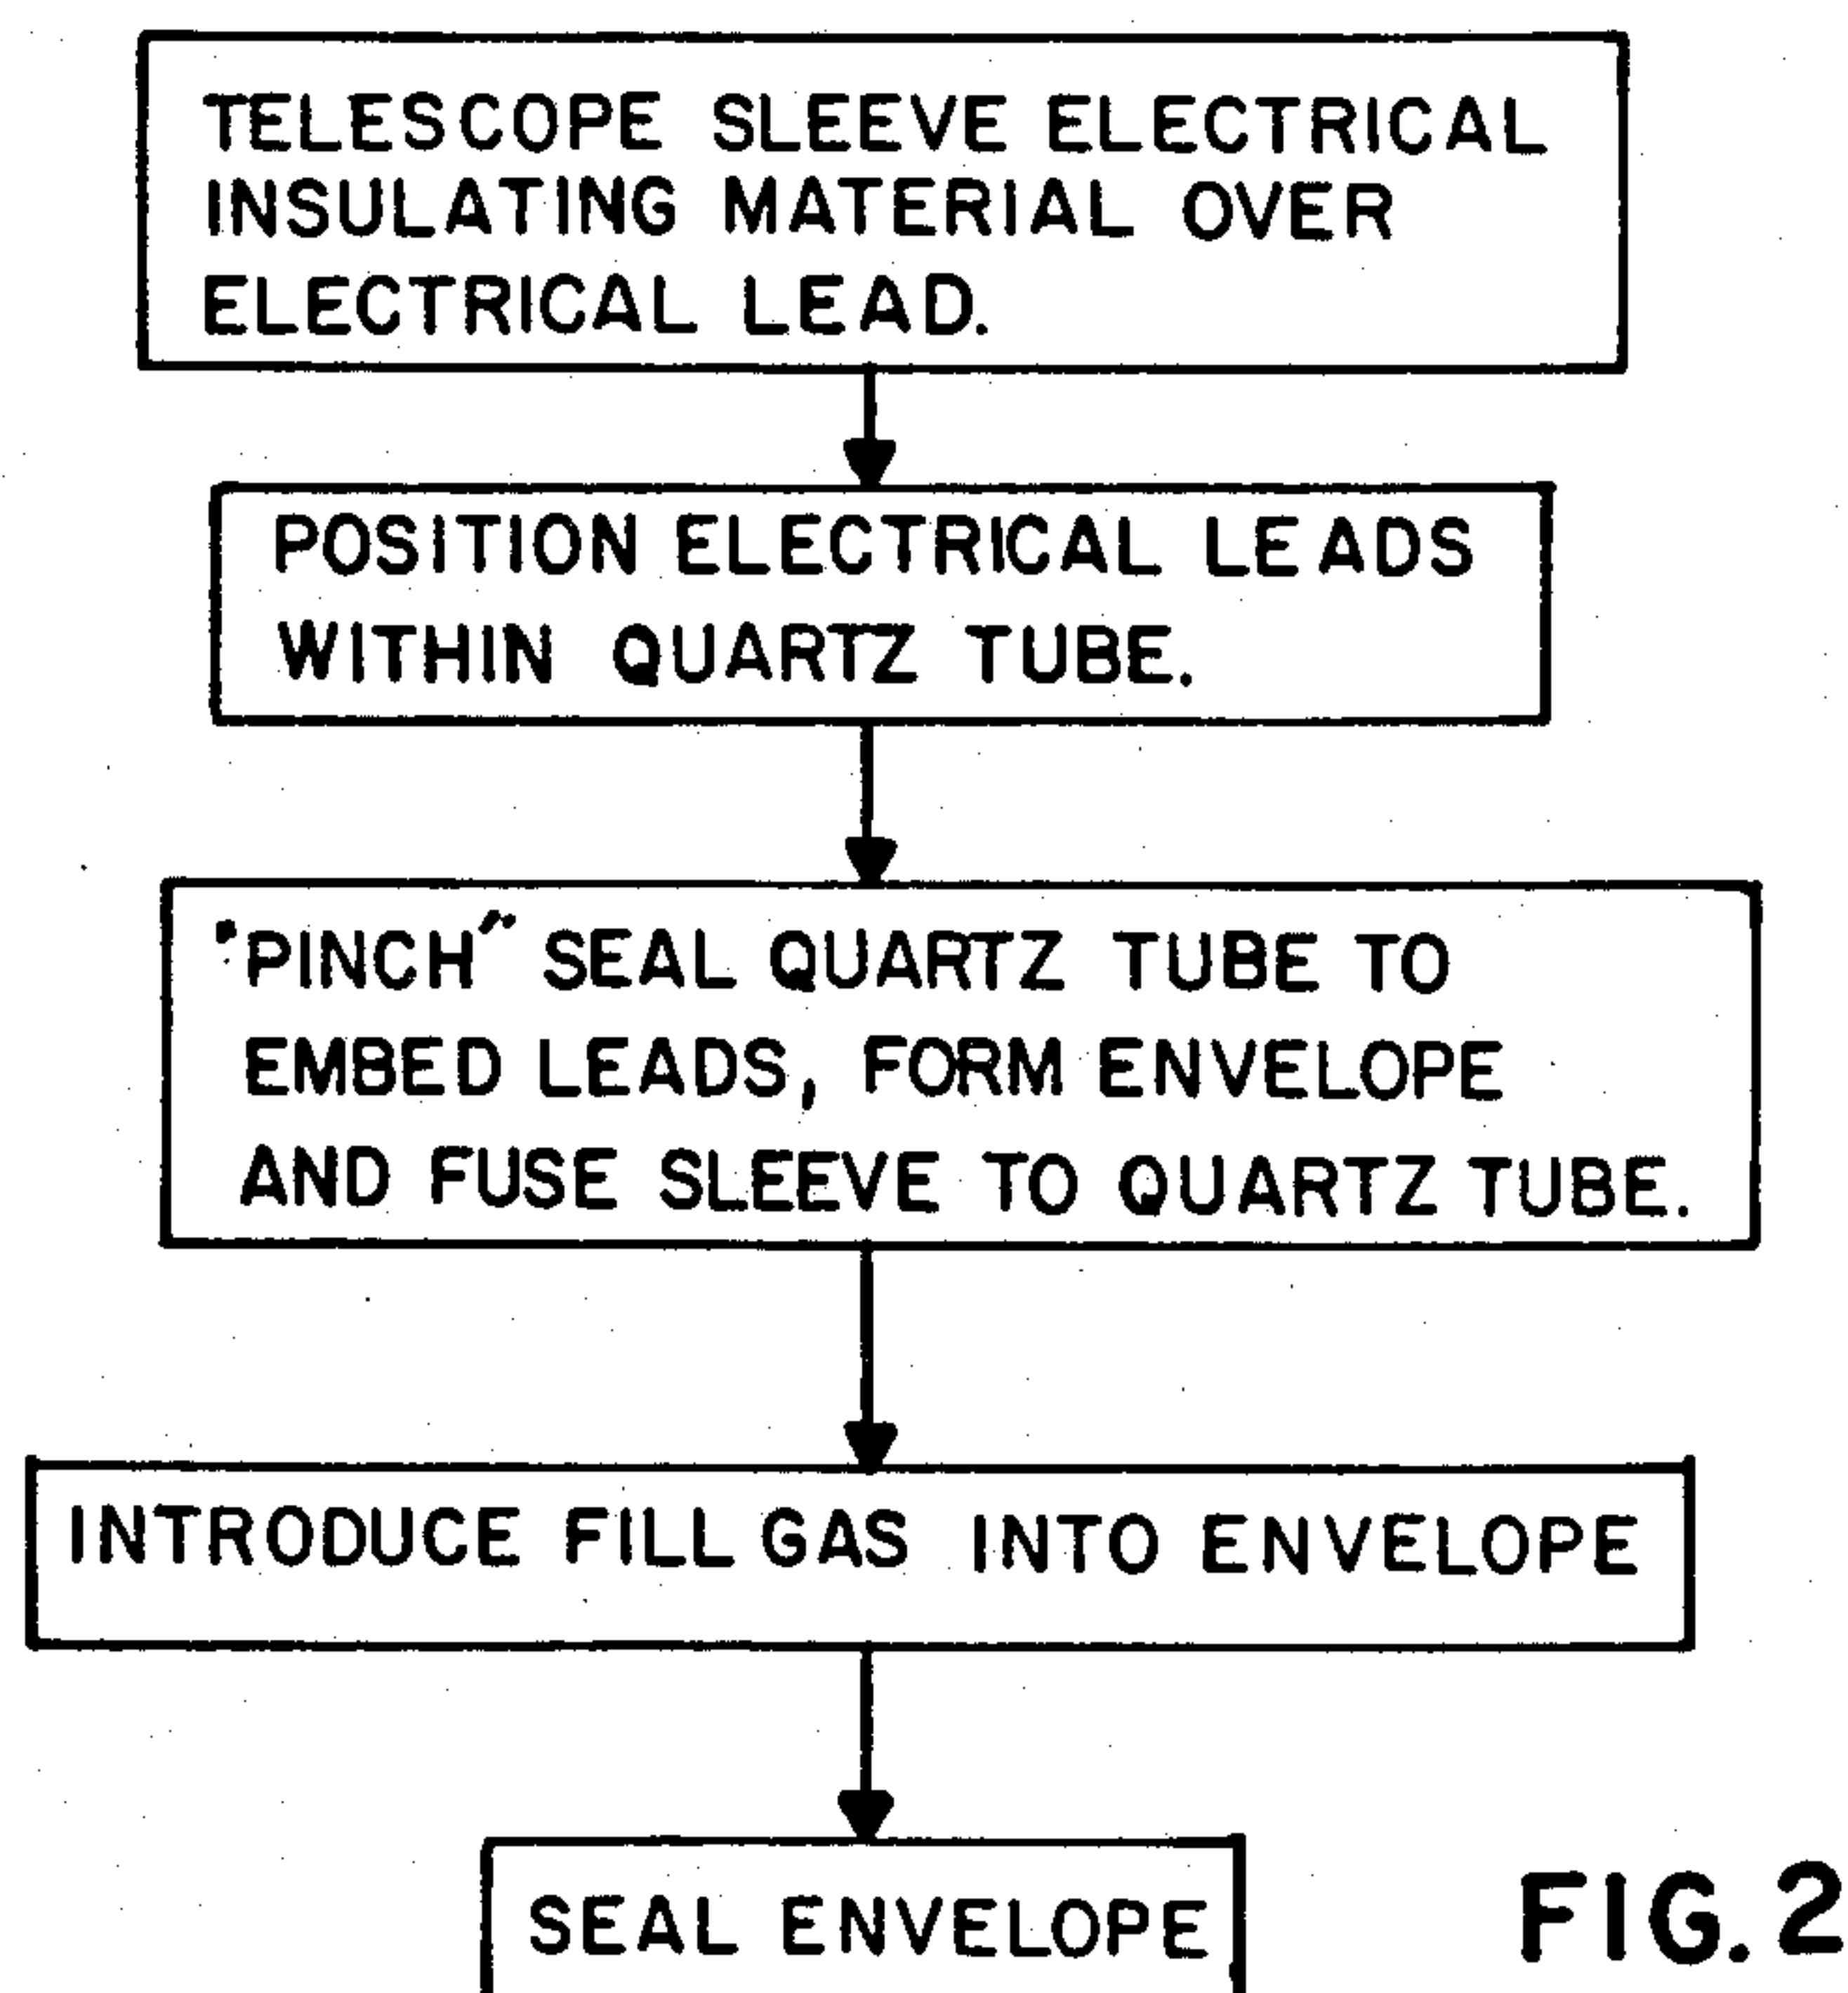 TELESCOPE SLEEVE ELECTRICAL
INSULATING MATERIAL OVER
ELECTRICAL LEAD.
POSITION ELECTRICAL LEADS
WITHIN QUARTZ TUBE.
"PINCH" SEAL QUARTZ TUBE TO
EMBED LEADS, FORM ENVELOPE
AND FUSE SLEEVE TO QUARTZ TUBE.
INTRODUCE FILL GAS INTO ENVELOPE
SEAL ENVELOPE
FIG. 2